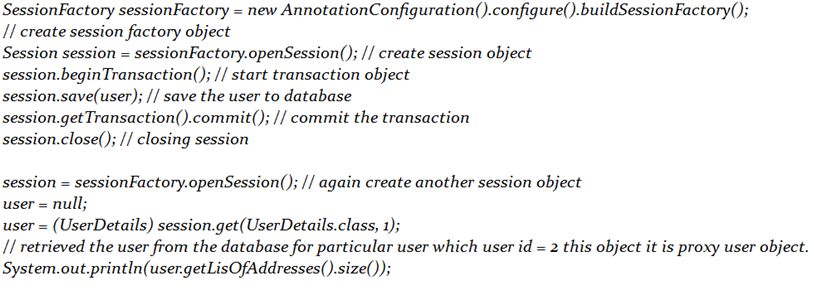 SessionFactory sessionFactory = new AnnotationConfiguration().configure().buildSessionFactory();
// create session factory object
Session session = sessionFactory.openSession(); // create session object
session.beginTransaction(); // start transaction object
session.save(user); // save the user to database
session.getTransaction().commit(); // commit the transaction
session.close(); // closing session

session = sessionFactory.openSession(); // again create another session object
user = null;
user = (UserDetails) session.get(UserDetails.class, 1);
// retrieved the user from the database for particular user which user id = 2 this object it is proxy user object.
System.out.println(user.getLisOfAddresses().size());